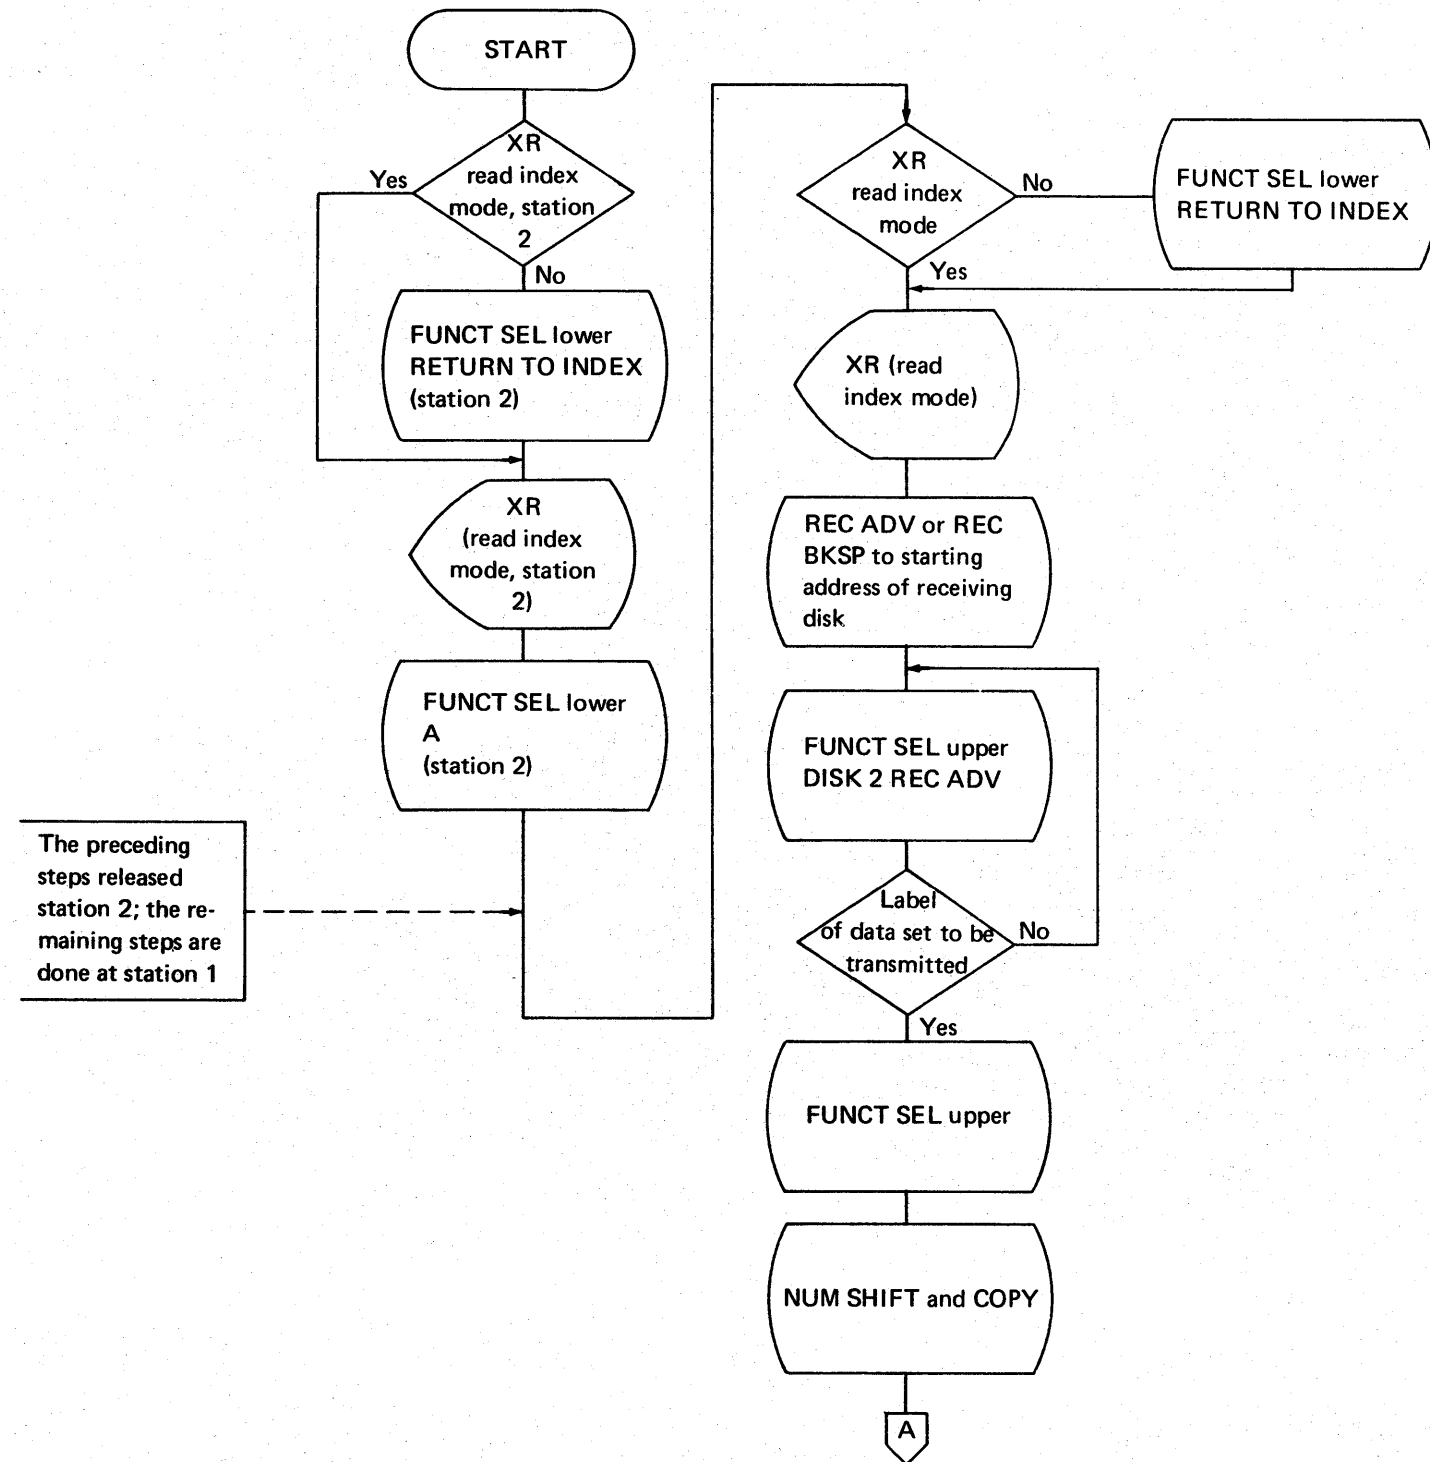 START
XR
read index
mode, station
2
Yes
No
FUNCT SEL lower
RETURN TO INDEX
(station 2)
XR
(read index
mode, station
2)
FUNCT SEL lower
A
(station 2)
The preceding
steps released
station 2; the re-
maining steps are
done at station 1
XR
read index
mode
No
Yes
FUNCT SEL lower
RETURN TO INDEX
XR (read
index mode)
REC ADV or REC
BKSP to starting
address of receiving
disk
FUNCT SEL upper
DISK 2 REC ADV
Label
of data set to be
transmitted
No
Yes
FUNCT SEL upper
NUM SHIFT and COPY
A